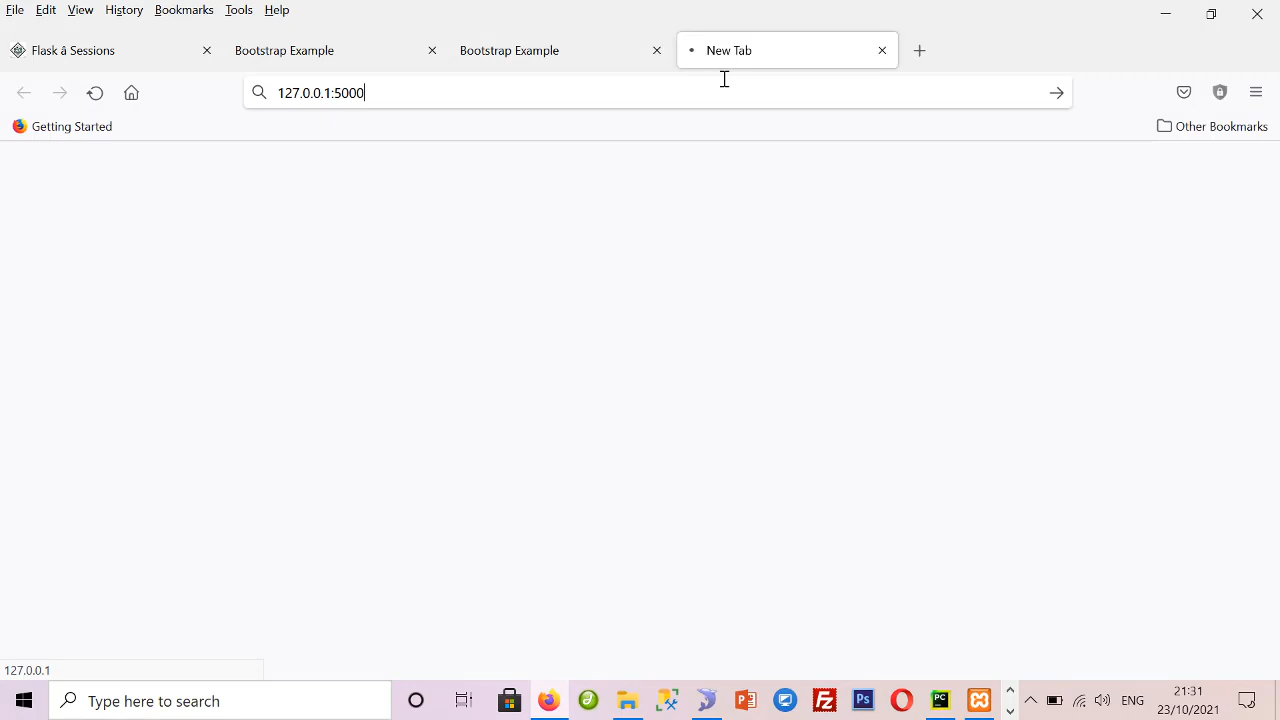 File Edit View History Bookmarks Tools Help
Flask â Sessions
Bootstrap Example
Bootstrap Example
New Tab
127.0.0.1:5000
Getting Started
Other Bookmarks
127.0.0.1
Type here to search
ENG
21:31
23/10/2021